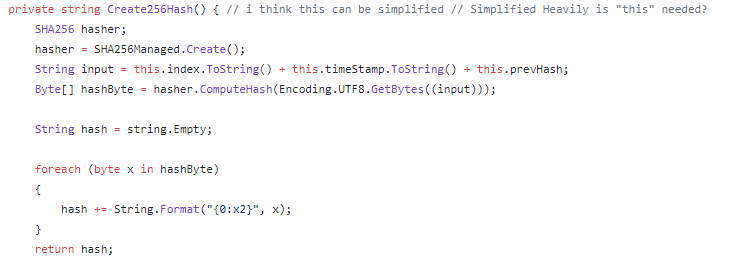 private string Create256Hash() { // i think this can be simplified // Simplified Heavily is "this" needed?
SHA256 hasher;
hasher = SHA256Managed.Create();
String input = this.index.ToString() + this.timeStamp.ToString() + this.prevHash;
Byte[] hashByte = hasher.ComputeHash(Encoding.UTF8.GetBytes((input)));
String hash = string.Empty;
foreach (byte x in hashByte)
{
hash += String.Format("{0:x2}", x);
}
return hash;